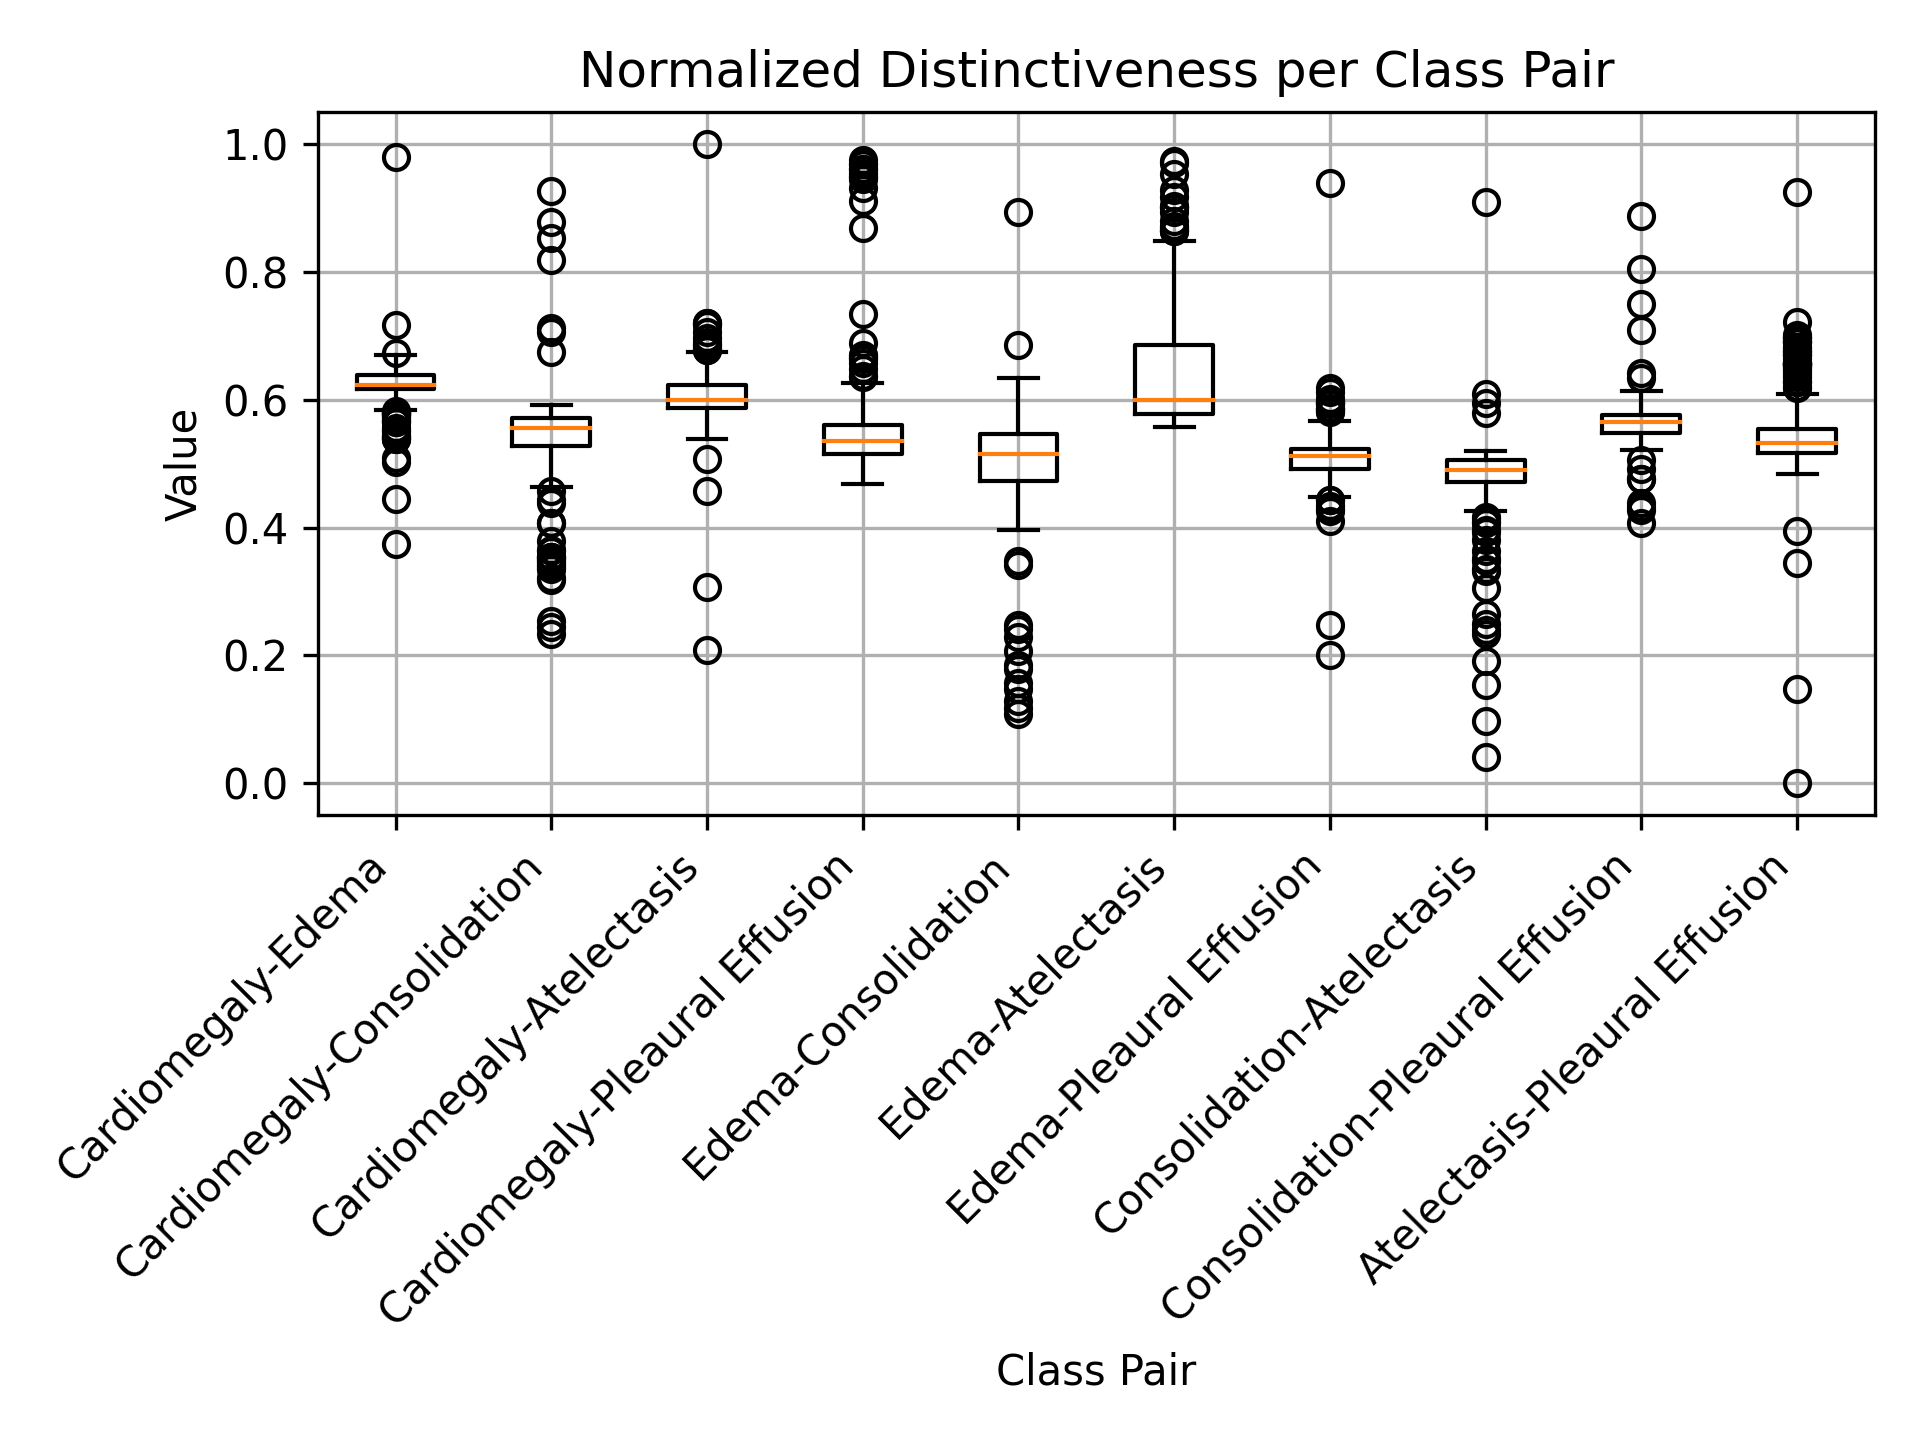 Normalized Distinctiveness per Class Pair
1.0
0.8
0.6
0.4
0.2
0.0
Value
Cardiomegaly-Edema
Cardiomegaly-Consolidation
Cardiomegaly-Atelectasis
Cardiomegaly-Pleaural Effusion
Edema-Consolidation
Edema-Atelectasis
Edema-Pleaural Effusion
Consolidation-Atelectasis
Consolidation-Pleaural Effusion
Atelectasis-Pleaural Effusion
Class Pair